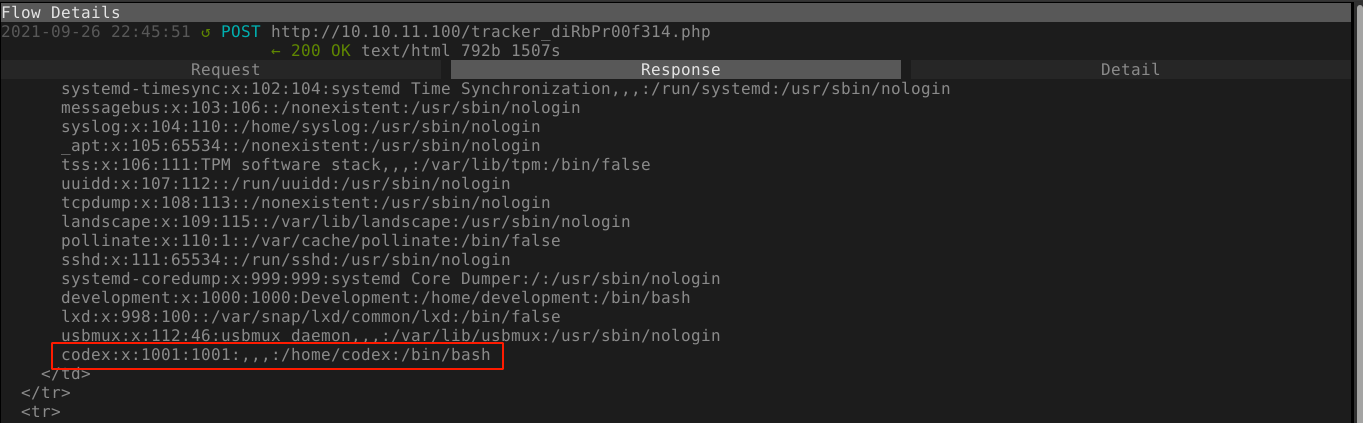 Flow Details
2021-09-26 22:45:51 ↺ POST http://10.10.11.100/tracker_diRbPr00f314.php
← 200 OK text/html 792b 1507s
Request Response Detail
systemd-timesync:x:102:104:systemd Time Synchronization,,,:/run/systemd:/usr/sbin/nologin
messagebus:x:103:106::/nonexistent:/usr/sbin/nologin
syslog:x:104:110::/home/syslog:/usr/sbin/nologin
_apt:x:105:65534::/nonexistent:/usr/sbin/nologin
tss:x:106:111:TPM software stack,,,:/var/lib/tpm:/bin/false
uuidd:x:107:112::/run/uuidd:/usr/sbin/nologin
tcpdump:x:108:113::/nonexistent:/usr/sbin/nologin
landscape:x:109:115::/var/lib/landscape:/usr/sbin/nologin
pollinate:x:110:1::/var/cache/pollinate:/bin/false
sshd:x:111:65534::/run/sshd:/usr/sbin/nologin
systemd-coredump:x:999:999:systemd Core Dumper:/:/usr/sbin/nologin
development:x:1000:1000:Development:/home/development:/bin/bash
lxd:x:998:100::/var/snap/lxd/common/lxd:/bin/false
usbmux:x:112:46:usbmux daemon,,,:/var/lib/usbmux:/usr/sbin/nologin
codex:x:1001:1001:,,,:/home/codex:/bin/bash
</td>
</tr>
<tr>